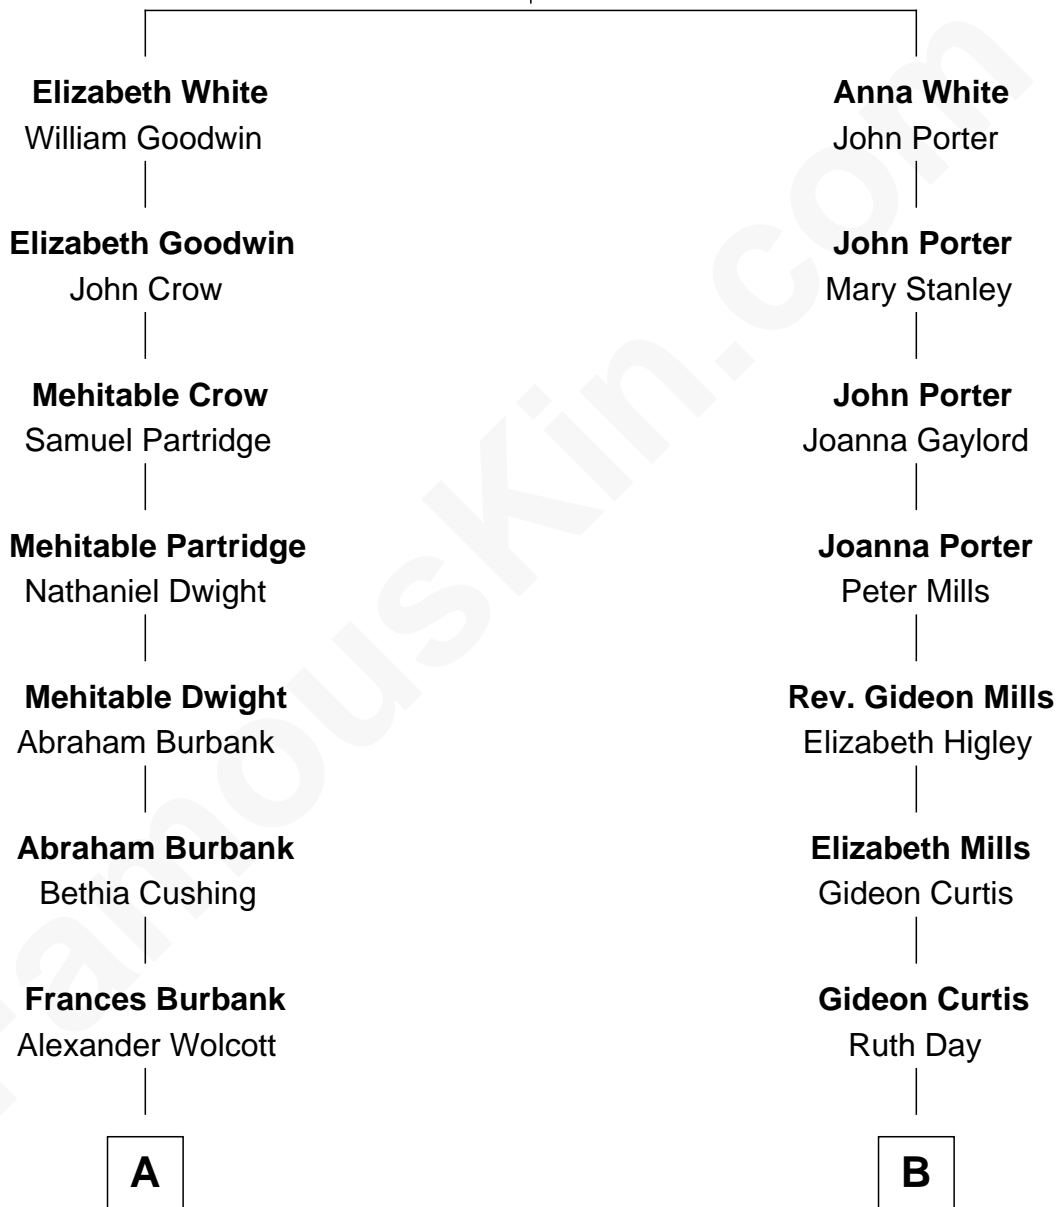 Elizabeth White
William Goodwin
Anna White
John Porter
Elizabeth Goodwin
John Crow
John Porter
Mary Stanley
Mehitable Crow
Samuel Partridge
John Porter
Joanna Gaylord
Mehitable Partridge
Nathaniel Dwight
Joanna Porter
Peter Mills
Mehitable Dwight
Abraham Burbank
Rev. Gideon Mills
Elizabeth Higley
Abraham Burbank
Bethia Cushing
Elizabeth Mills
Gideon Curtis
Frances Burbank
Alexander Wolcott
Gideon Curtis
Ruth Day
A
B
FamousKin.com